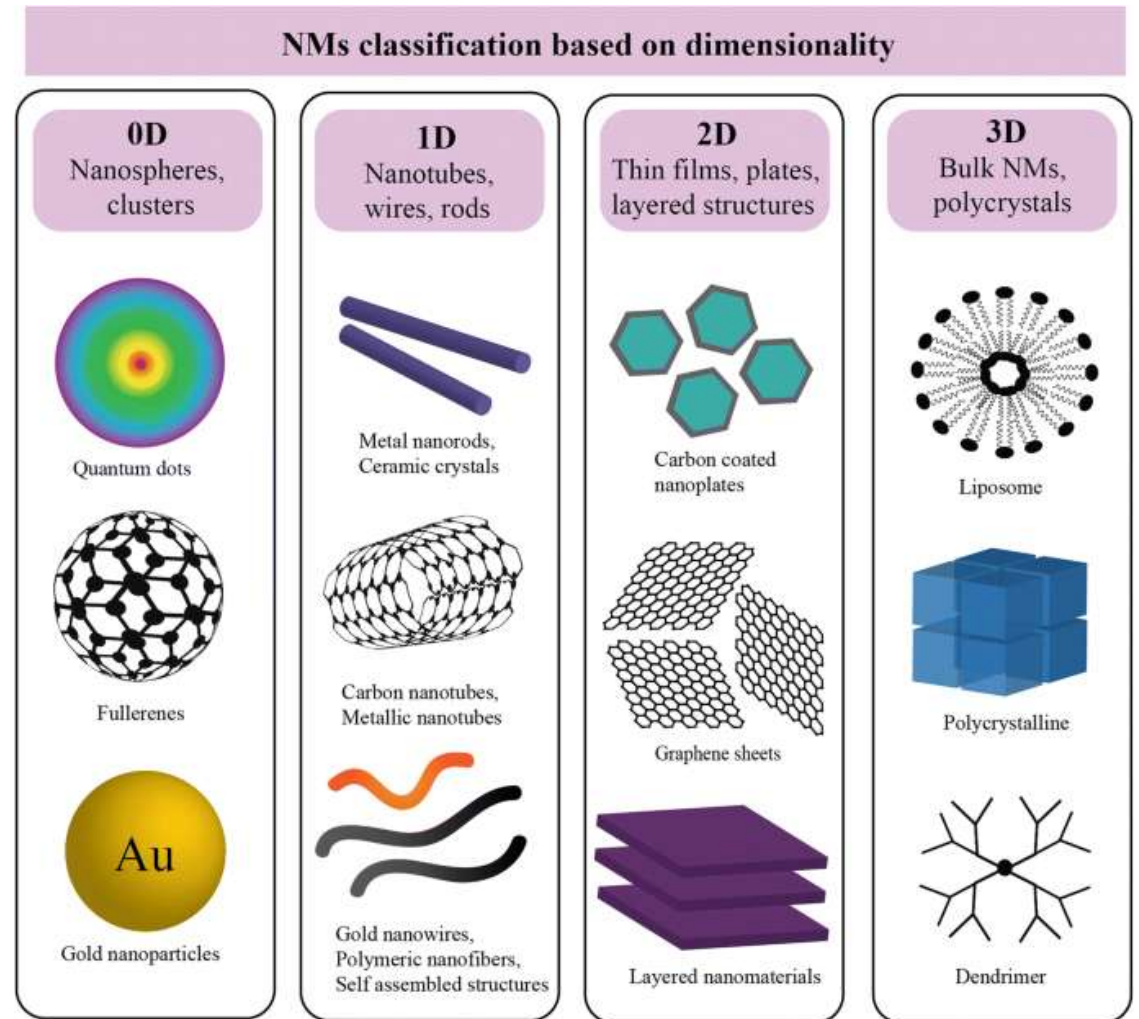 NMs classification based on dimensionality
0D
Nanospheres,
clusters
Quantum dots
Fullerenes
Au
Gold nanoparticles
1D
Nanotubes,
wires, rods
Metal nanorods,
Ceramic crystals
Carbon nanotubes,
Metallic nanotubes
Gold nanowires,
Polymeric nanofibers,
Self assembled structures
2D
Thin films, plates,
layered structures
Carbon coated
nanoplates
Graphene sheets
Layered nanomaterials
3D
Bulk NMs,
polycrystals
Liposome
Polycrystalline
Dendrimer